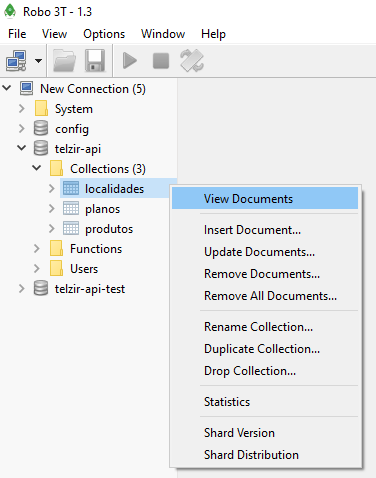 Robo 3T - 1.3
File View Options Window Help
New Connection (5)
System
config
telzir-api
Collections (3)
localidades
planos
produtos
Functions
Users
telzir-api-test
View Documents
Insert Document...
Update Documents...
Remove Documents...
Remove All Documents...
Rename Collection...
Duplicate Collection...
Drop Collection...
Statistics
Shard Version
Shard Distribution